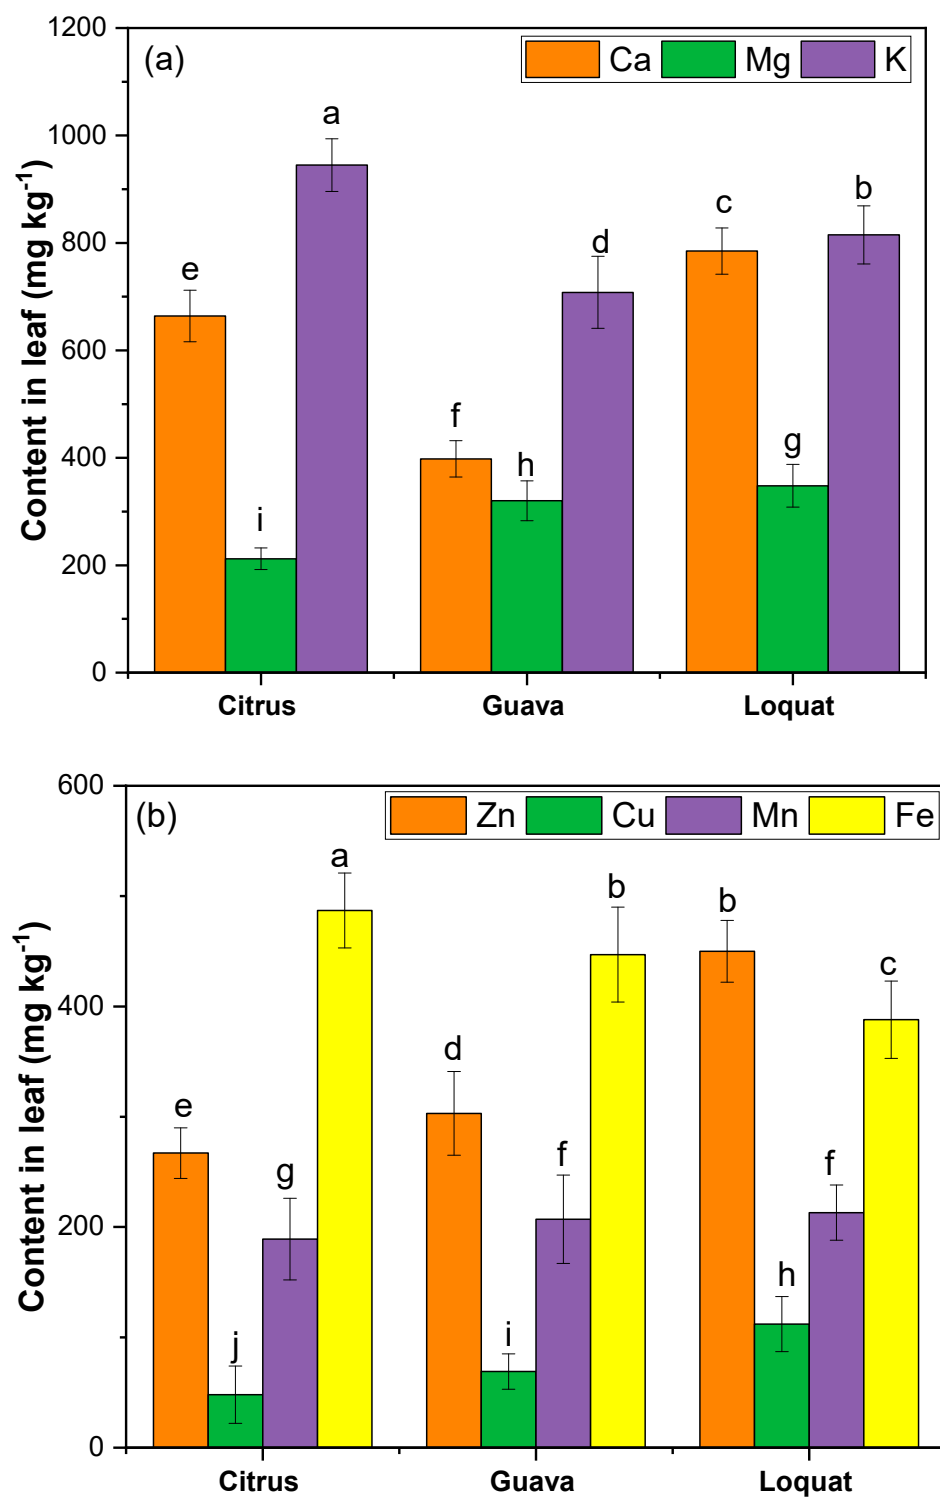 (a)
Ca Mg K
Content in leaf (mg kg⁻¹)
1200
1000
800
600
400
200
0
e i a
f h d
c g b
Citrus Guava Loquat
(b)
Zn Cu Mn Fe
Content in leaf (mg kg⁻¹)
600
400
200
0
e j g a
d i f b
b h f c
Citrus Guava Loquat